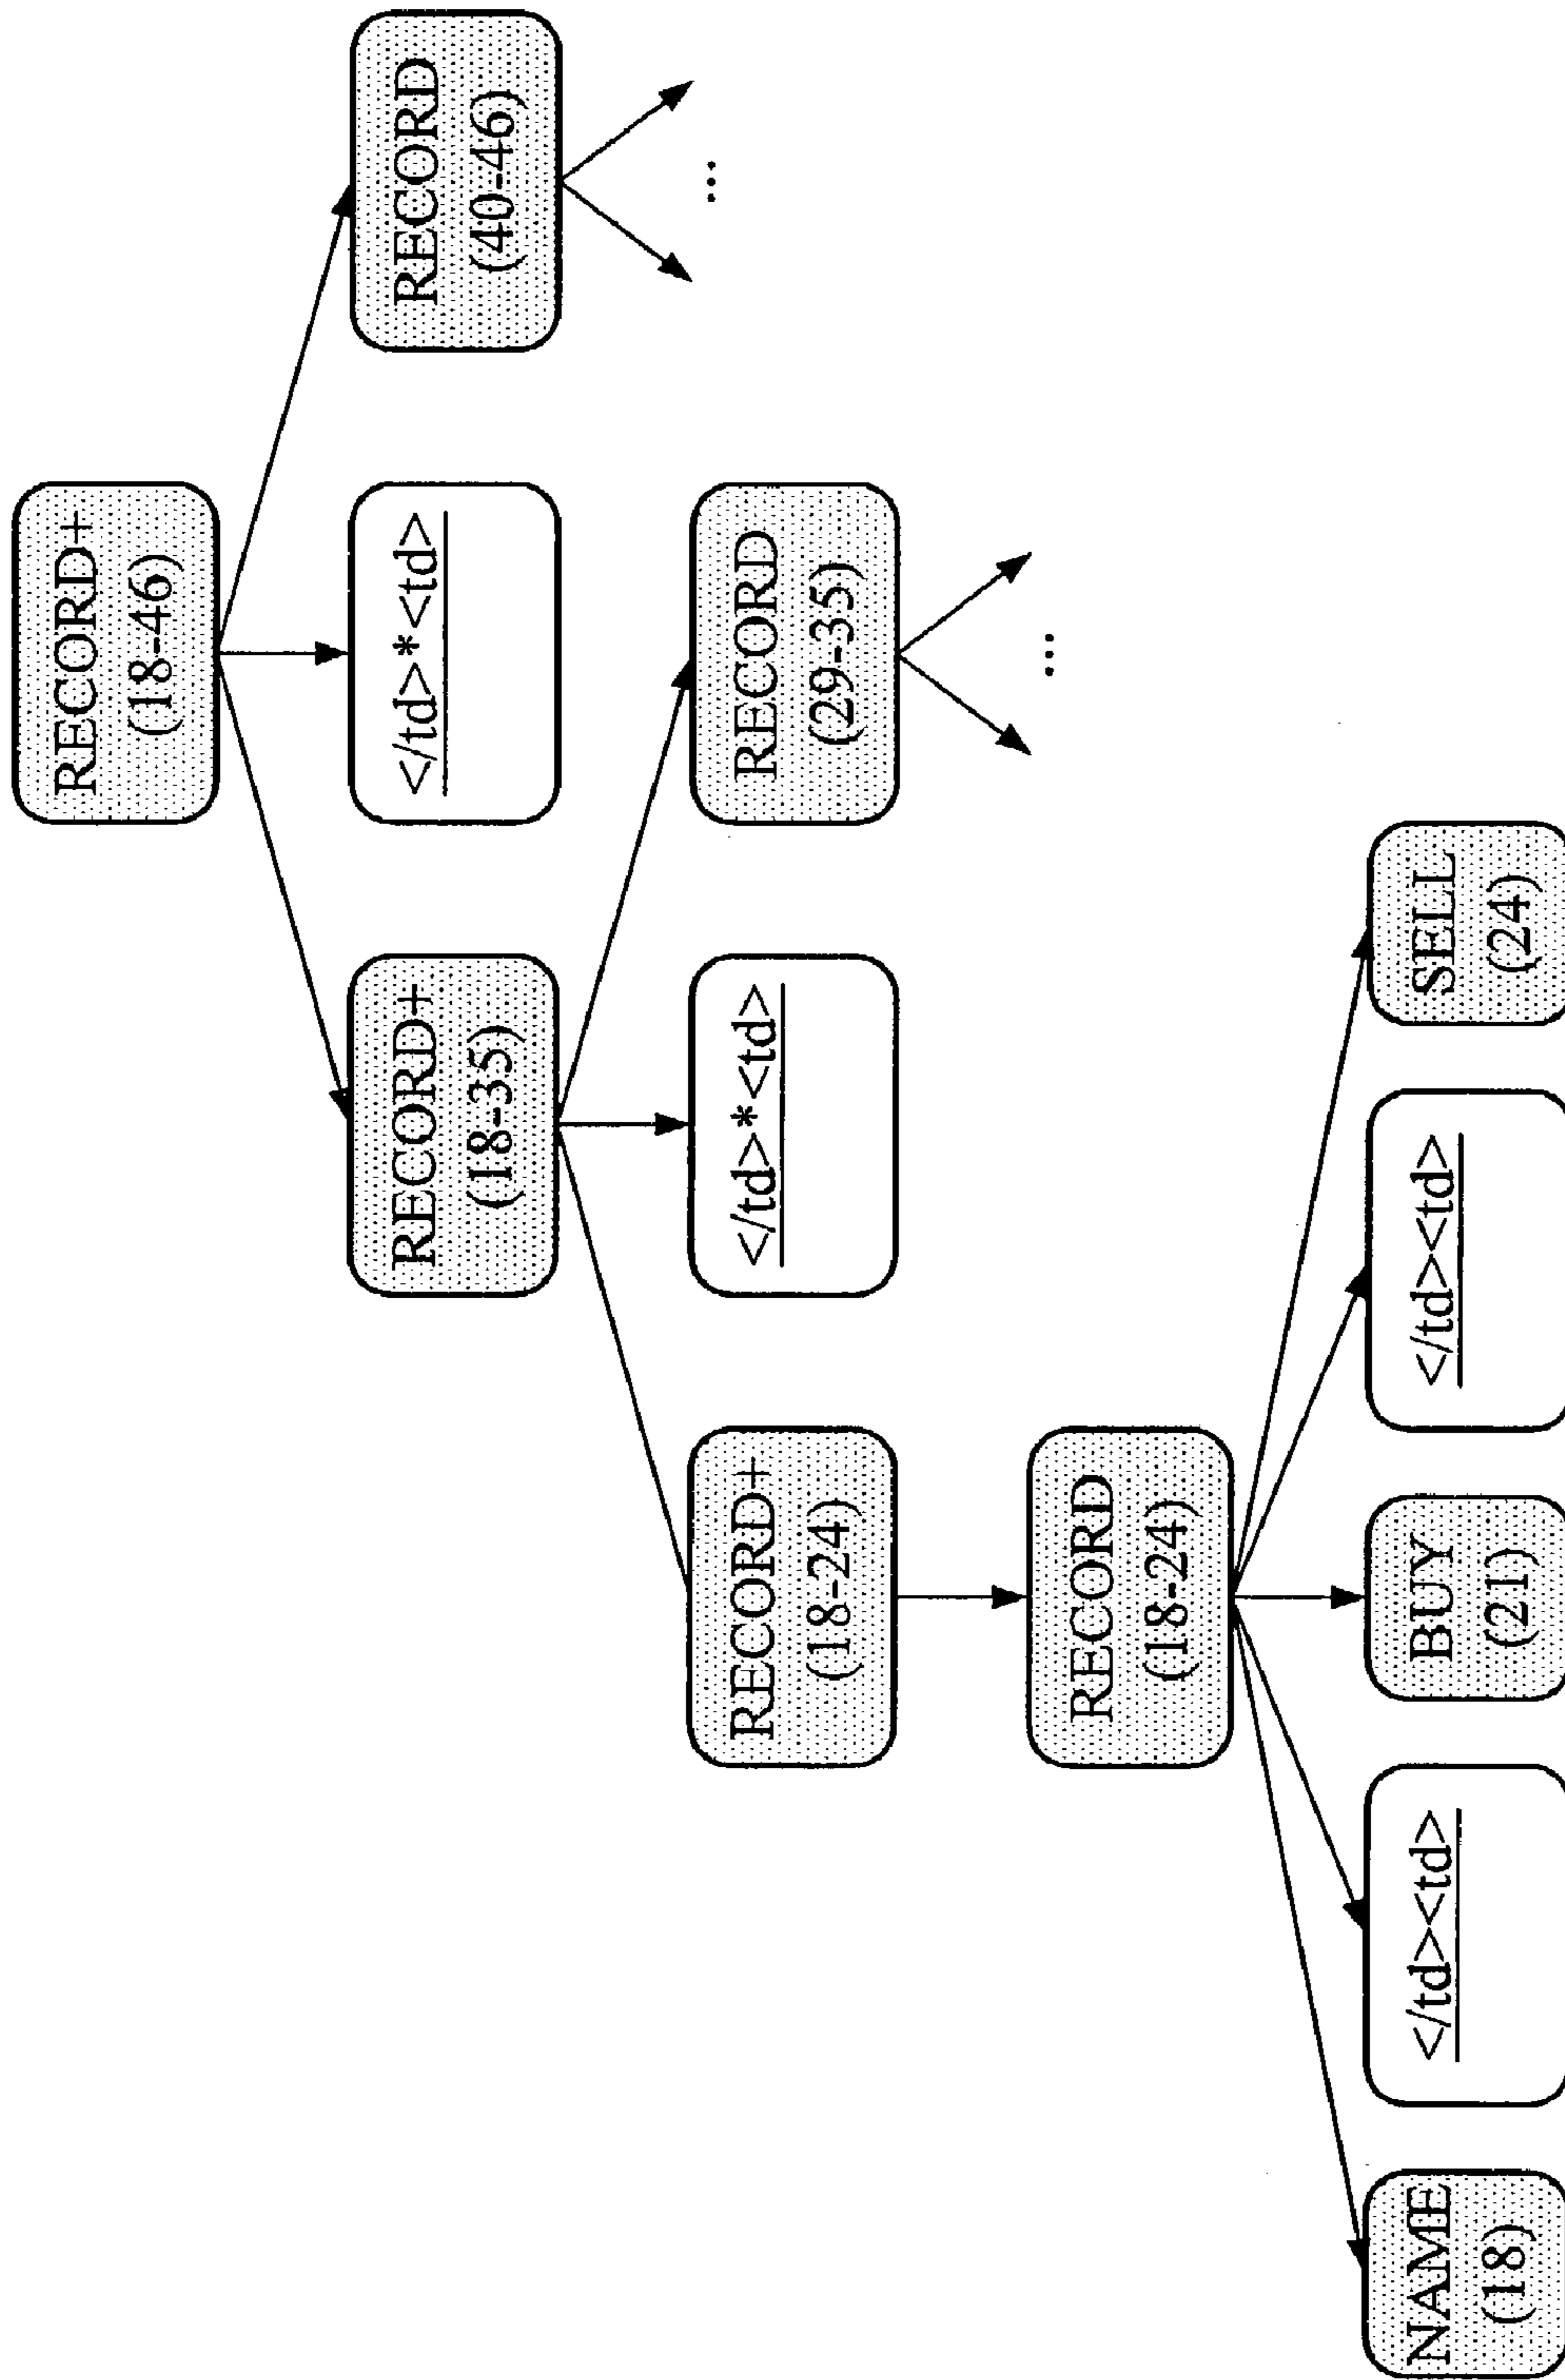 RECORD+
(18-46)
RECORD+
(18-35)
</td>*<td>
RECORD
(40-46)
...
RECORD+
(18-24)
</td>*<td>
RECORD
(29-35)
...
RECORD
(18-24)
NAME
(18)
</td><td>
BUY
(21)
</td><td>
SELL
(24)